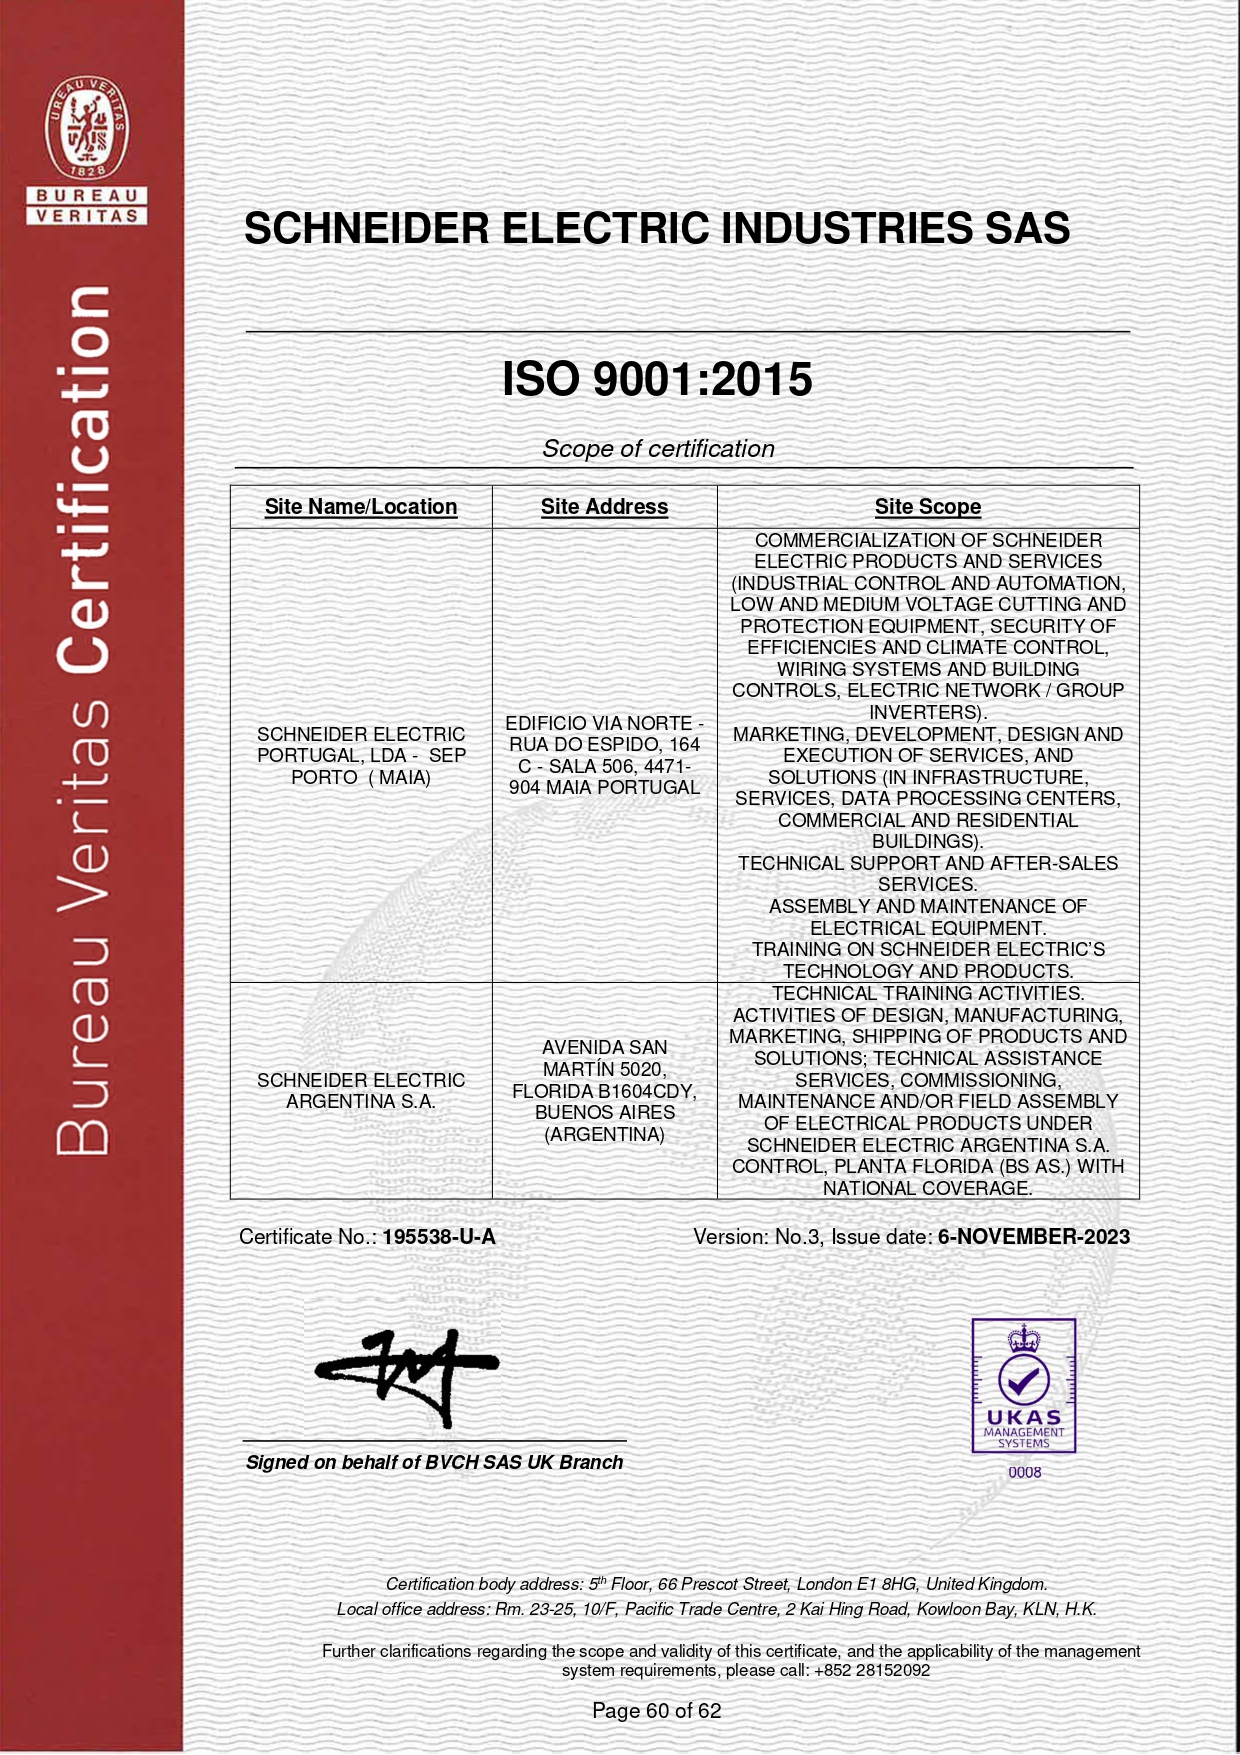 BUREAU VERITAS
1828
BUREAU
VERITAS
Bureau Veritas Certification
SCHNEIDER ELECTRIC INDUSTRIES SAS
ISO 9001:2015
Scope of certification
Site Name/Location
Site Address
Site Scope
SCHNEIDER ELECTRIC
PORTUGAL, LDA - SEP
PORTO ( MAIA)
EDIFICIO VIA NORTE -
RUA DO ESPIDO, 164
C - SALA 506, 4471-
904 MAIA PORTUGAL
COMMERCIALIZATION OF SCHNEIDER
ELECTRIC PRODUCTS AND SERVICES
(INDUSTRIAL CONTROL AND AUTOMATION,
LOW AND MEDIUM VOLTAGE CUTTING AND
PROTECTION EQUIPMENT, SECURITY OF
EFFICIENCIES AND CLIMATE CONTROL,
WIRING SYSTEMS AND BUILDING
CONTROLS, ELECTRIC NETWORK / GROUP
INVERTERS).
MARKETING, DEVELOPMENT, DESIGN AND
EXECUTION OF SERVICES, AND
SOLUTIONS (IN INFRASTRUCTURE,
SERVICES, DATA PROCESSING CENTERS,
COMMERCIAL AND RESIDENTIAL
BUILDINGS).
TECHNICAL SUPPORT AND AFTER-SALES
SERVICES.
ASSEMBLY AND MAINTENANCE OF
ELECTRICAL EQUIPMENT.
TRAINING ON SCHNEIDER ELECTRIC'S
TECHNOLOGY AND PRODUCTS.
SCHNEIDER ELECTRIC
ARGENTINA S.A.
AVENIDA SAN
MARTÍN 5020,
FLORIDA B1604CDY,
BUENOS AIRES
(ARGENTINA)
TECHNICAL TRAINING ACTIVITIES.
ACTIVITIES OF DESIGN, MANUFACTURING,
MARKETING, SHIPPING OF PRODUCTS AND
SOLUTIONS; TECHNICAL ASSISTANCE
SERVICES, COMMISSIONING,
MAINTENANCE AND/OR FIELD ASSEMBLY
OF ELECTRICAL PRODUCTS UNDER
SCHNEIDER ELECTRIC ARGENTINA S.A.
CONTROL, PLANTA FLORIDA (BS AS.) WITH
NATIONAL COVERAGE.
Certificate No.: 195538-U-A
Version: No.3, Issue date: 6-NOVEMBER-2023
Signed on behalf of BVCH SAS UK Branch
UKAS
MANAGEMENT
SYSTEMS
0008
Certification body address: 5th Floor, 66 Prescot Street, London E1 8HG, United Kingdom.
Local office address: Rm. 23-25, 10/F, Pacific Trade Centre, 2 Kai Hing Road, Kowloon Bay, KLN, H.K.
Further clarifications regarding the scope and validity of this certificate, and the applicability of the management
system requirements, please call: +852 28152092
Page 60 of 62